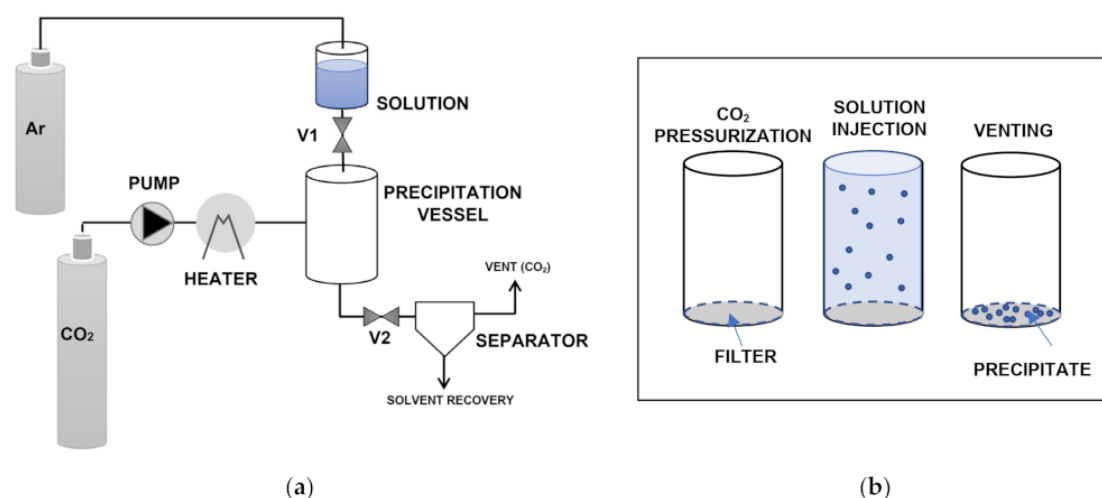 Ar
SOLUTION
V1
PRECIPITATION
VESSEL
PUMP
HEATER
CO₂
V2
VENT (CO₂)
SEPARATOR
SOLVENT RECOVERY
(a)
CO₂
PRESSURIZATION
SOLUTION
INJECTION
VENTING
FILTER
PRECIPITATE
(b)